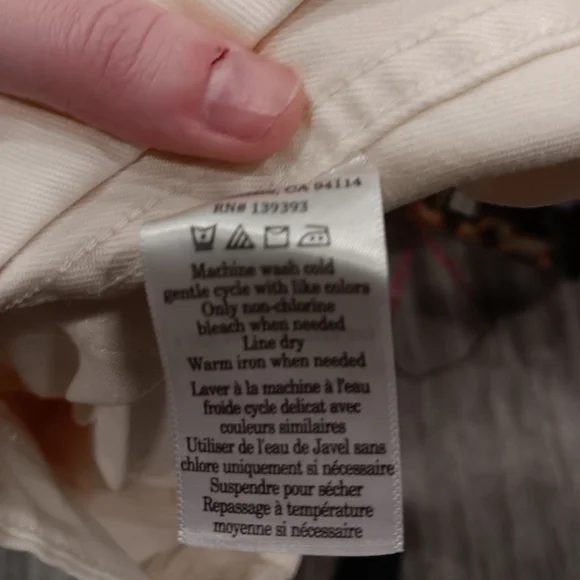 CA 94114
RN# 139393
Machine wash cold
gentle cycle with like colors
Only non-chlorine
bleach when needed
Line dry
Warm iron when needed
Laver à la machine à l'eau
froide cycle delicat avec
couleurs similaires
Utiliser de l'eau de Javel sans
chlore uniquement si nécessaire
Suspendre pour sécher
Repassage à température
moyenne si nécessaire